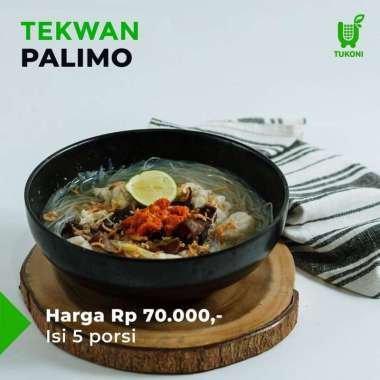 TEKWAN
PALIMO
TUKONI
Harga Rp 70.000,-
Isi 5 porsi